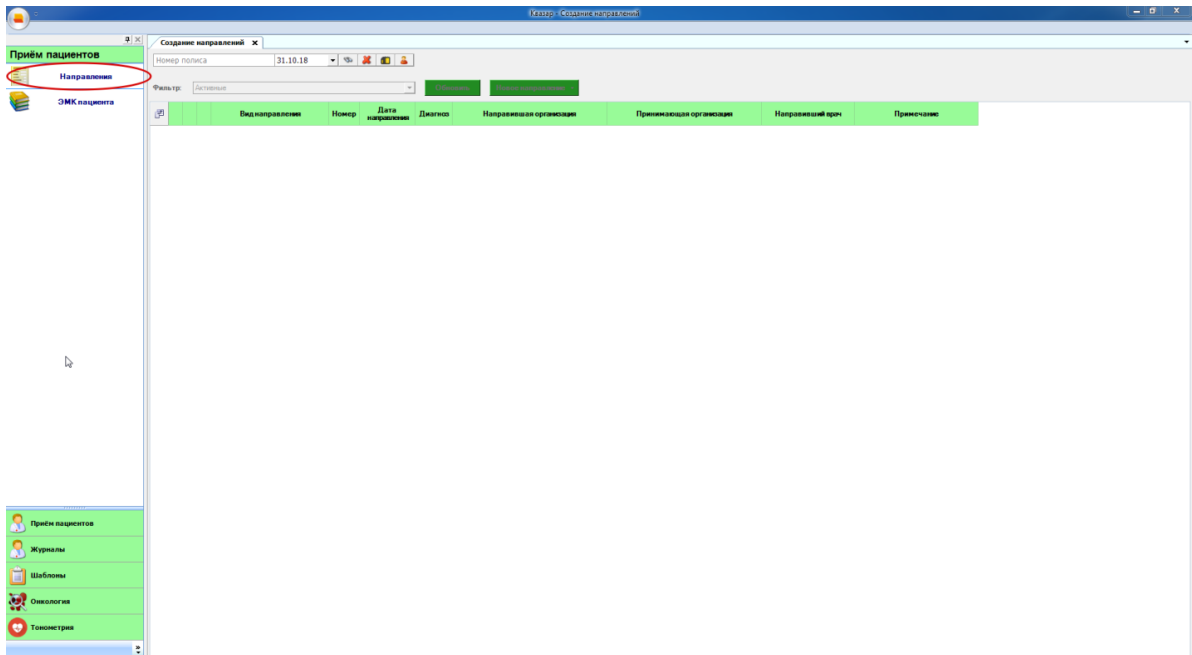 Квазар - Создание направлений
Приём пациентов
Направления
ЭМК пациента
Создание направлений x
Номер полиса 31.10.18
Фильтр: Активные
Вид направления Номер Дата направления Диагноз Направившая организация Принимающая организация Направивший врач Примечание
Приём пациентов
Журналы
Шаблоны
Онкология
Тонометрия